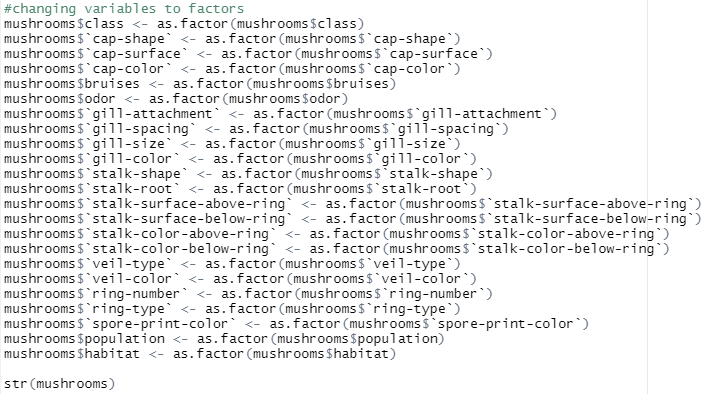 #changing variables to factors
mushrooms$class <- as.factor(mushrooms$class)
mushrooms$`cap-shape` <- as.factor(mushrooms$`cap-shape`)
mushrooms$`cap-surface` <- as.factor(mushrooms$`cap-surface`)
mushrooms$`cap-color` <- as.factor(mushrooms$`cap-color`)
mushrooms$bruises <- as.factor(mushrooms$bruises)
mushrooms$odor <- as.factor(mushrooms$odor)
mushrooms$`gill-attachment` <- as.factor(mushrooms$`gill-attachment`)
mushrooms$`gill-spacing` <- as.factor(mushrooms$`gill-spacing`)
mushrooms$`gill-size` <- as.factor(mushrooms$`gill-size`)
mushrooms$`gill-color` <- as.factor(mushrooms$`gill-color`)
mushrooms$`stalk-shape` <- as.factor(mushrooms$`stalk-shape`)
mushrooms$`stalk-root` <- as.factor(mushrooms$`stalk-root`)
mushrooms$`stalk-surface-above-ring` <- as.factor(mushrooms$`stalk-surface-above-ring`)
mushrooms$`stalk-surface-below-ring` <- as.factor(mushrooms$`stalk-surface-below-ring`)
mushrooms$`stalk-color-above-ring` <- as.factor(mushrooms$`stalk-color-above-ring`)
mushrooms$`stalk-color-below-ring` <- as.factor(mushrooms$`stalk-color-below-ring`)
mushrooms$`veil-type` <- as.factor(mushrooms$`veil-type`)
mushrooms$`veil-color` <- as.factor(mushrooms$`veil-color`)
mushrooms$`ring-number` <- as.factor(mushrooms$`ring-number`)
mushrooms$`ring-type` <- as.factor(mushrooms$`ring-type`)
mushrooms$`spore-print-color` <- as.factor(mushrooms$`spore-print-color`)
mushrooms$population <- as.factor(mushrooms$population)
mushrooms$habitat <- as.factor(mushrooms$habitat)
str(mushrooms)